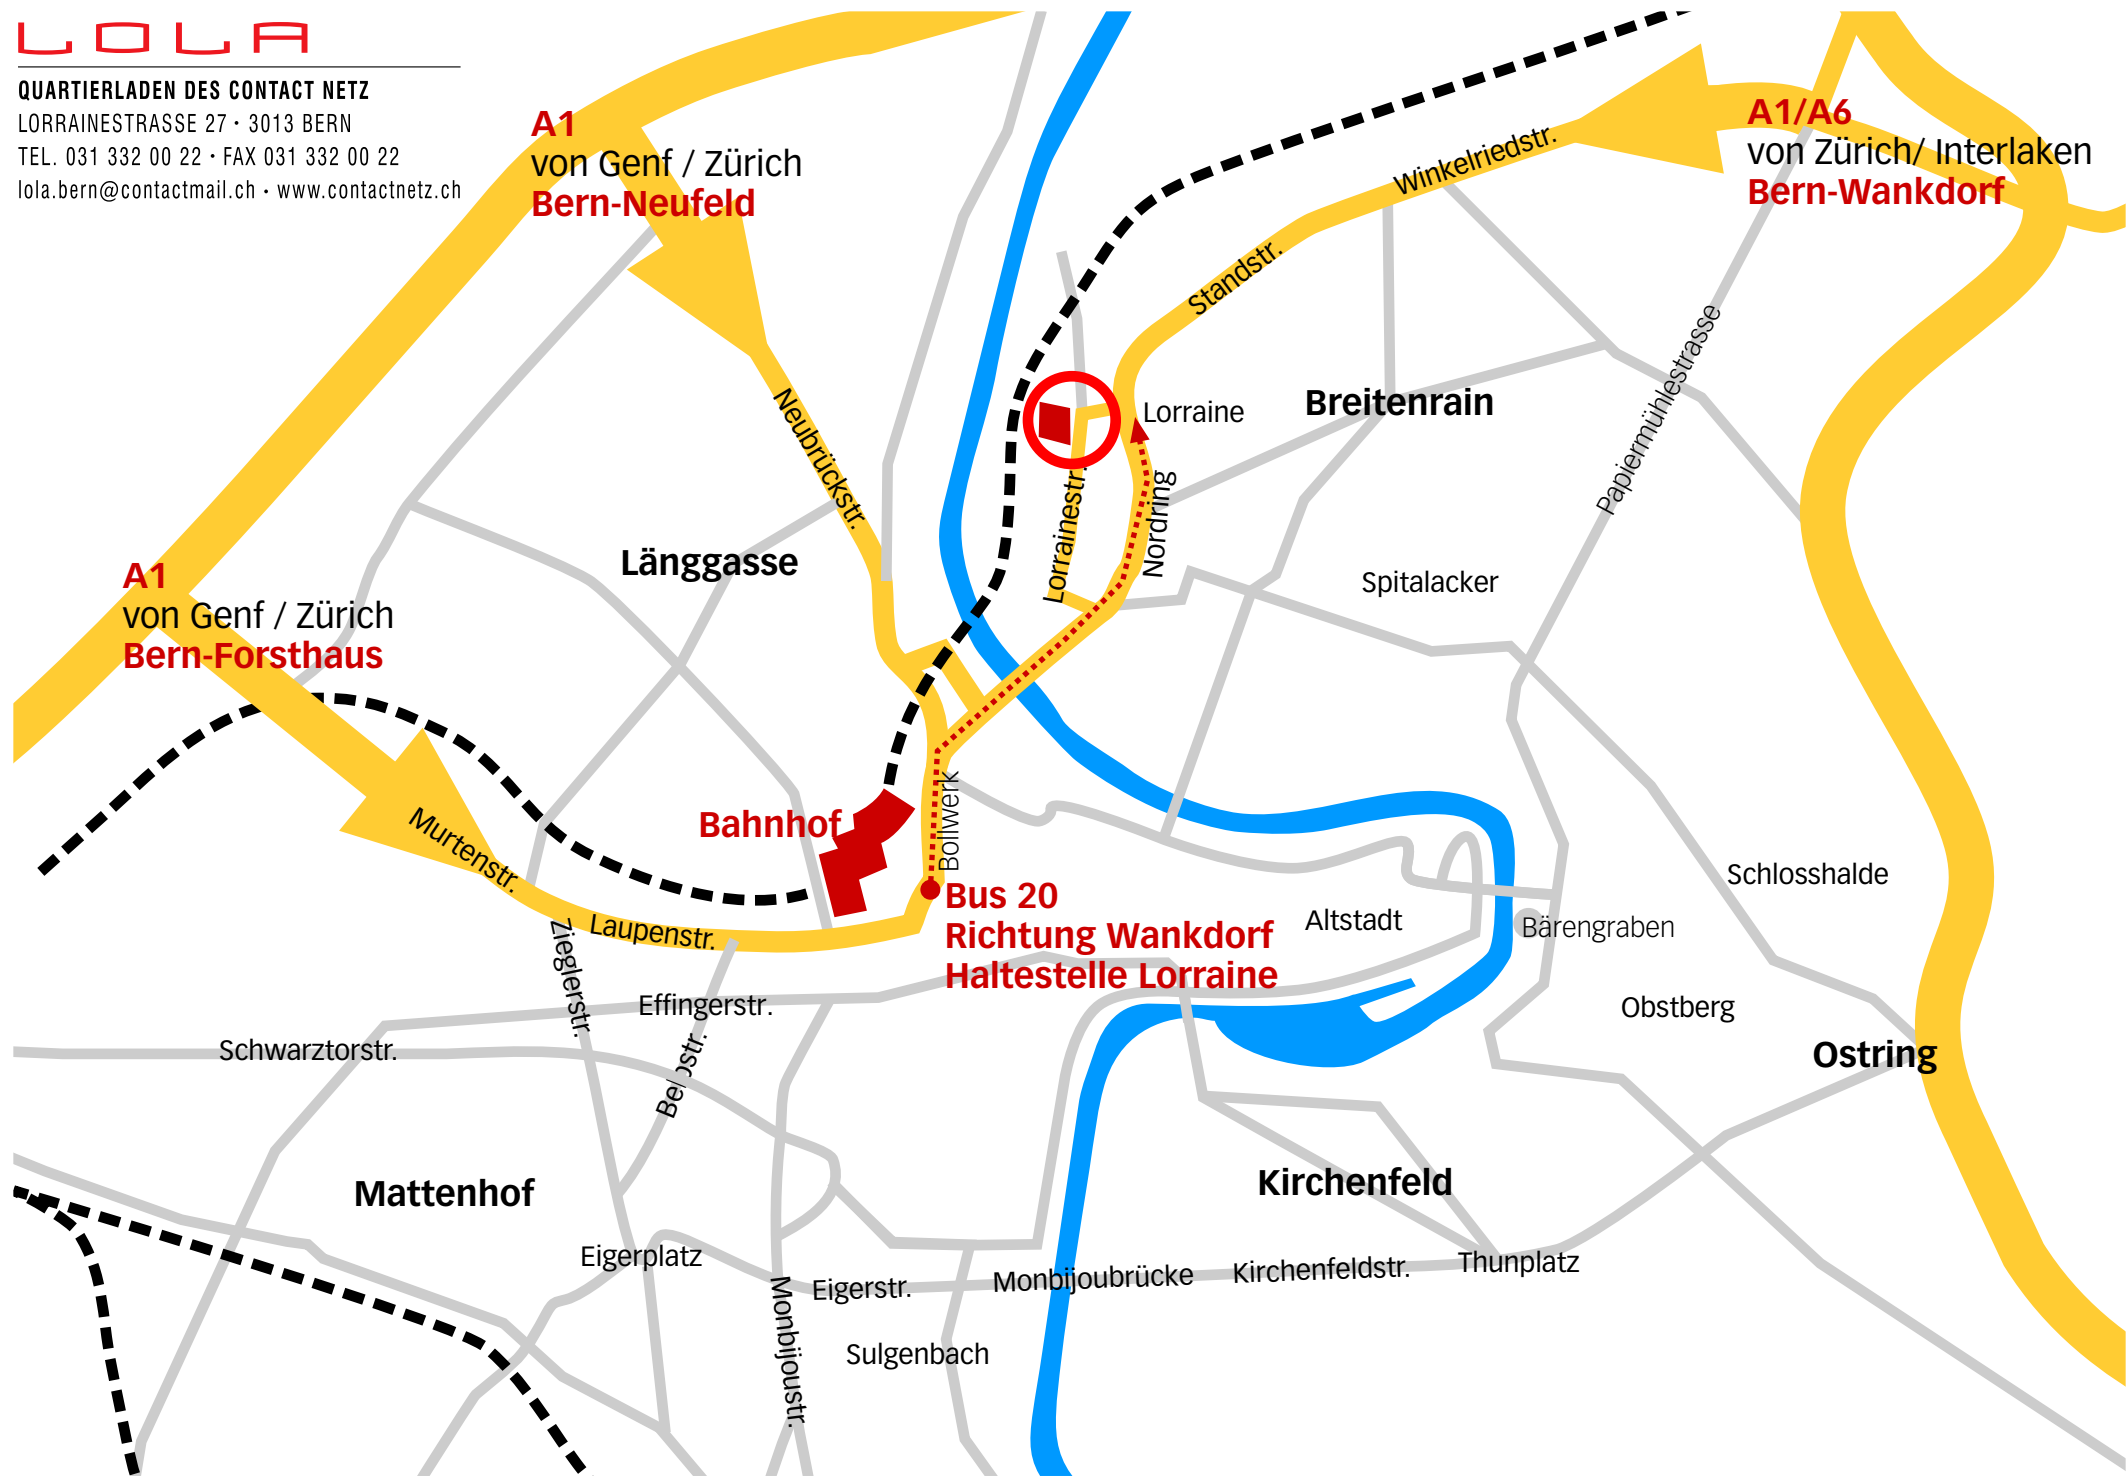 LOLA
QUARTIERLADEN DES CONTACT NETZ
LORRAINESTRASSE 27 • 3013 BERN
TEL. 031 332 00 22 • FAX 031 332 00 22
lola.bern@contactmail.ch • www.contactnetz.ch
A1
von Genf / Zürich
Bern-Neufeld
A1/A6
von Zürich/ Interlaken
Bern-Wankdorf
Winkelriedstr.
Standstr.
Neubrückstr.
Lorraine
Breitenrain
Papiermühlestrasse
Lorrainestr.
Nordring
Länggasse
Spitalacker
A1
von Genf / Zürich
Bern-Forsthaus
Murtenstr.
Bahnhof
Bollwerk
Bus 20
Richtung Wankdorf
Haltestelle Lorraine
Altstadt
Schlosshalde
Bärengraben
Laupenstr.
Zieglerstr.
Effingerstr.
Belpstr.
Schwarztorstr.
Obstberg
Ostring
Mattenhof
Kirchenfeld
Eigerplatz
Monbijoustr.
Eigerstr.
Monbijoubrücke
Kirchenfeldstr.
Thunplatz
Sulgenbach